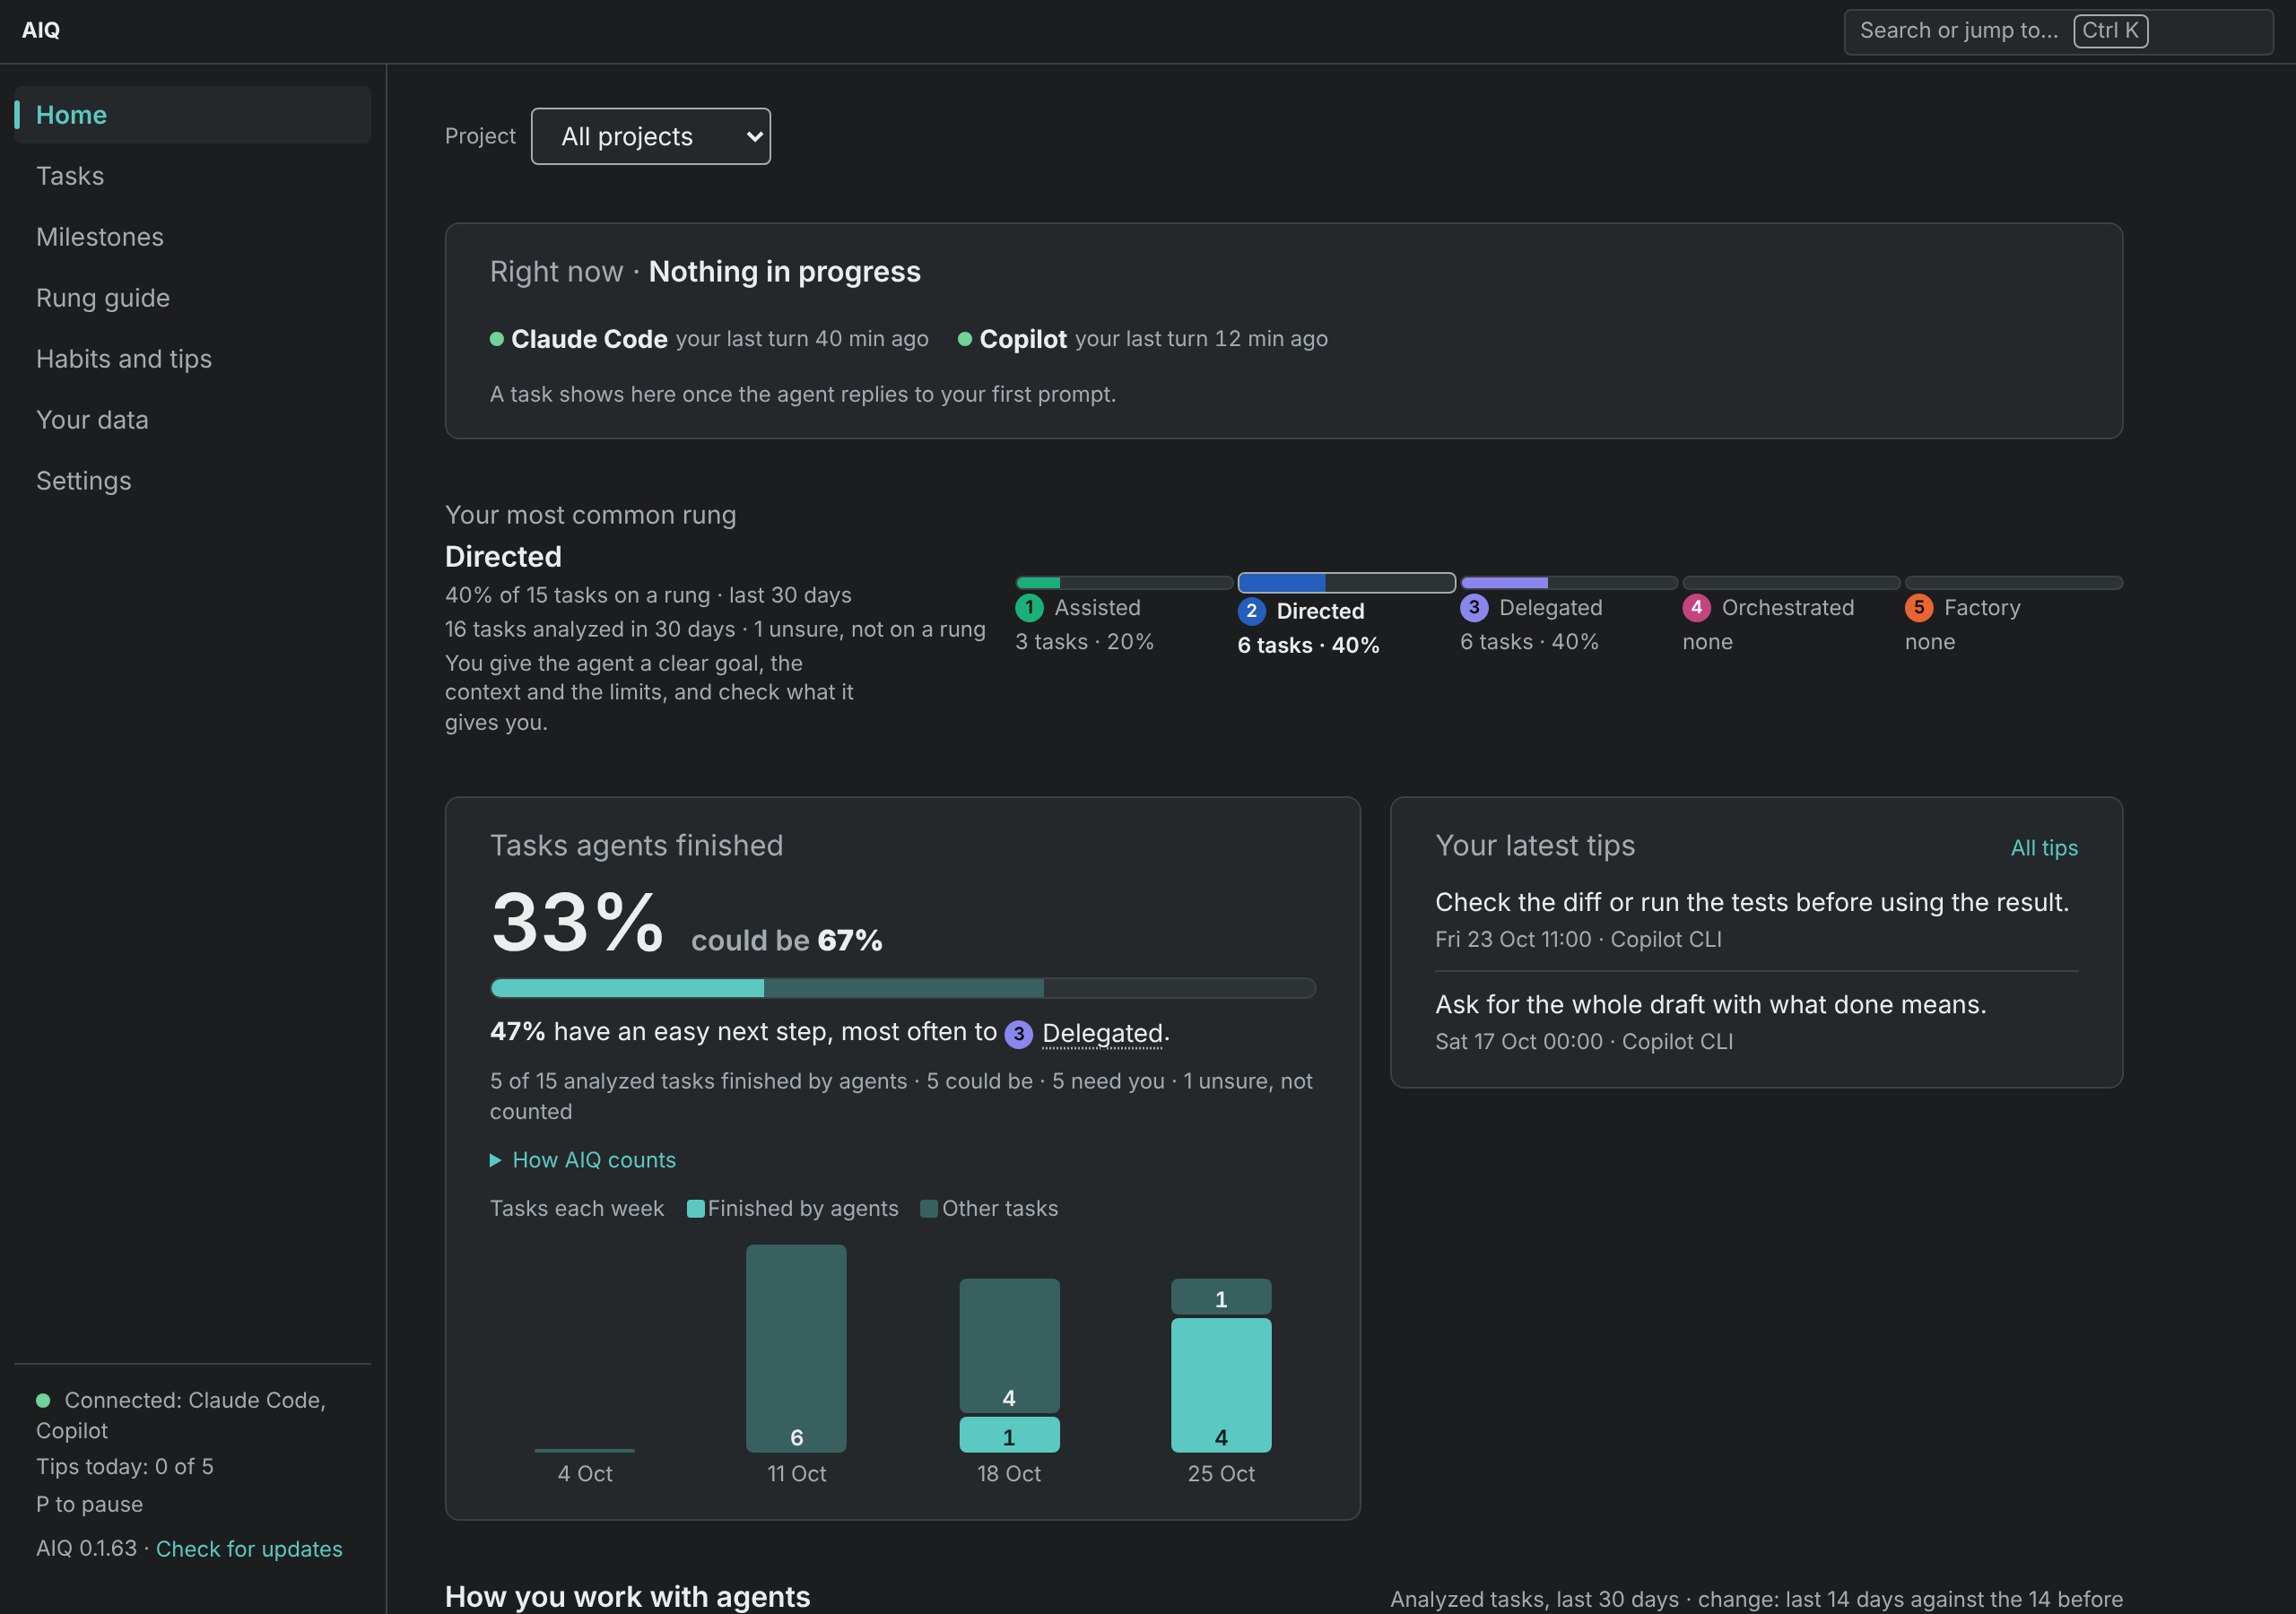 AIQ
Search or jump to... Ctrl K
Home
Tasks
Milestones
Rung guide
Habits and tips
Your data
Settings
Connected: Claude Code,
Copilot
Tips today: 0 of 5
P to pause
AIQ 0.1.63 · Check for updates
Project All projects
Right now · Nothing in progress
Claude Code your last turn 40 min ago Copilot your last turn 12 min ago
A task shows here once the agent replies to your first prompt.
Your most common rung
Directed
40% of 15 tasks on a rung · last 30 days
16 tasks analyzed in 30 days · 1 unsure, not on a rung
You give the agent a clear goal, the
context and the limits, and check what it
gives you.
1 Assisted
3 tasks · 20%
2 Directed
6 tasks · 40%
3 Delegated
6 tasks · 40%
4 Orchestrated
none
5 Factory
none
Tasks agents finished
33% could be 67%
47% have an easy next step, most often to 3 Delegated.
5 of 15 analyzed tasks finished by agents · 5 could be · 5 need you · 1 unsure, not
counted
How AIQ counts
Tasks each week Finished by agents Other tasks
1
4
6 1 4
4 Oct 11 Oct 18 Oct 25 Oct
Your latest tips All tips
Check the diff or run the tests before using the result.
Fri 23 Oct 11:00 · Copilot CLI
Ask for the whole draft with what done means.
Sat 17 Oct 00:00 · Copilot CLI
How you work with agents Analyzed tasks, last 30 days · change: last 14 days against the 14 before